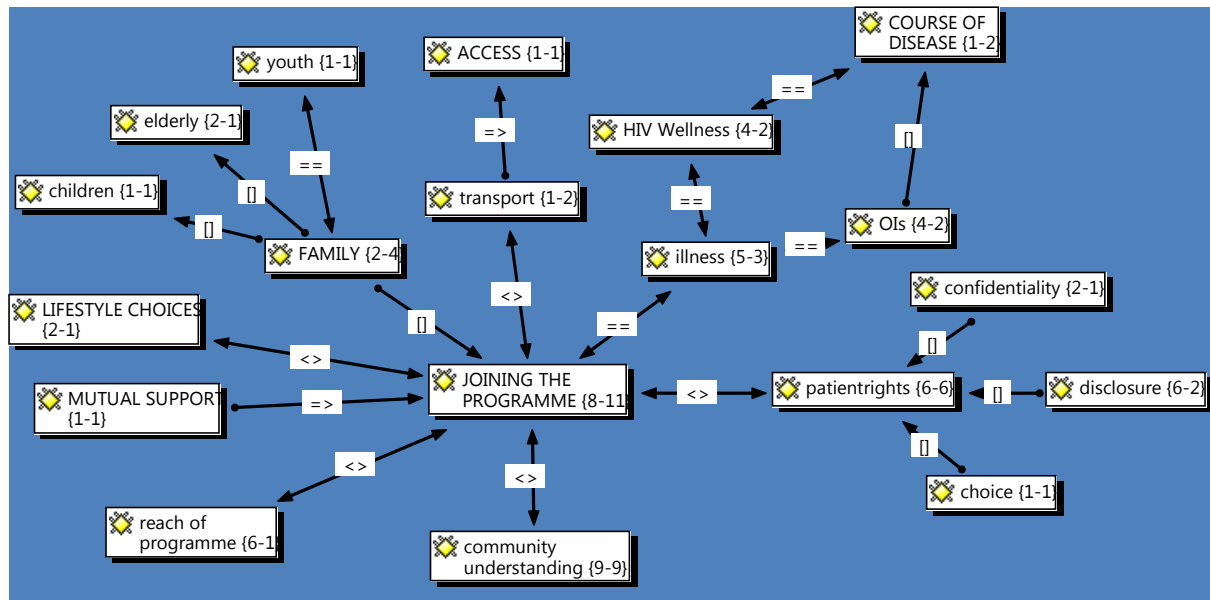 COURSE OF
DISEASE {1-2}
ACCESS {1-1}
youth {1-1}
==
elderly {2-1}
HIV Wellness {4-2}
=>
[]
==
children {1-1}
[]
transport {1-2}
==
OIs {4-2}
[]
FAMILY {2-4}
illness {5-3}
==
confidentiality {2-1}
<>
LIFESTYLE CHOICES
{2-1}
[]
==
[]
<>
JOINING THE
PROGRAMME {8-11}
<>
patientrights {6-6}
[]
disclosure {6-2}
MUTUAL SUPPORT
{1-1}
=>
[]
<>
<>
choice {1-1}
reach of
programme {6-1}
community
understanding {9-9}